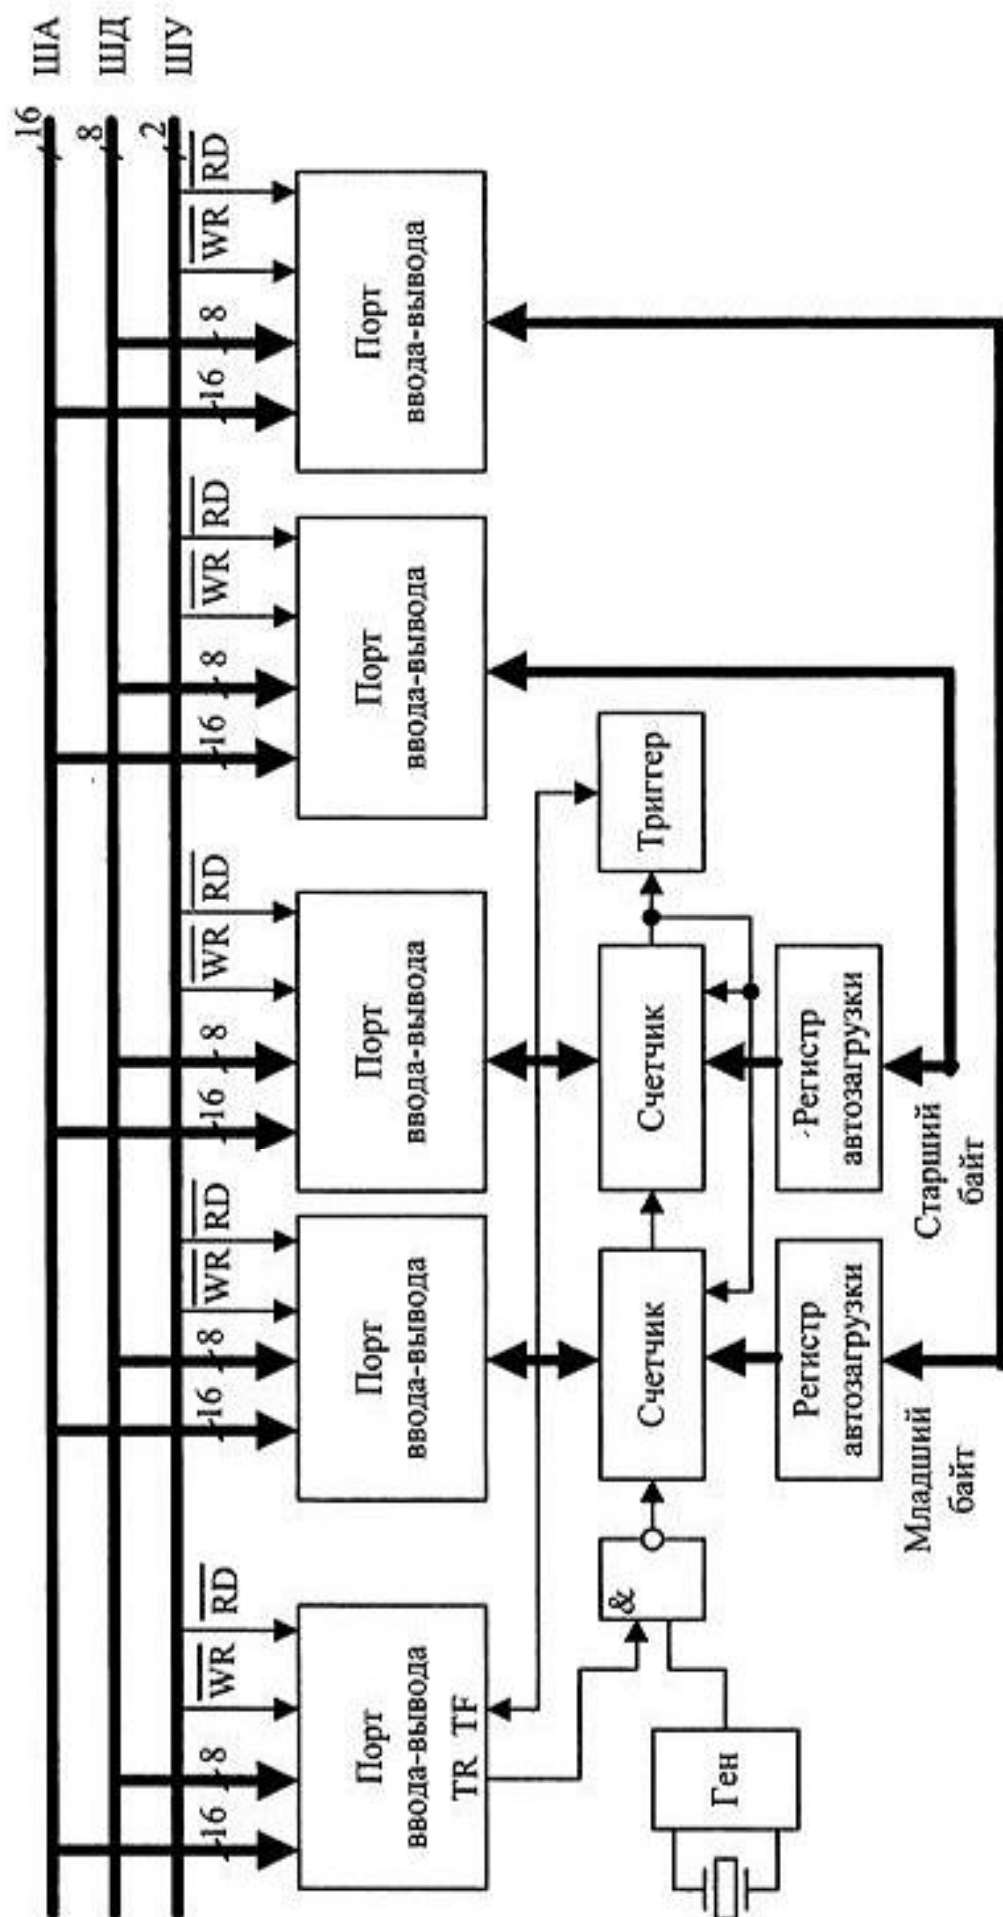 ША
16
ШД
8
ШУ
2
16
8
WR
RD
Порт
ввода-вывода
TR TF
16
8
WR
RD
Порт
ввода-вывода
16
8
WR
RD
Порт
ввода-вывода
16
8
WR
RD
Порт
ввода-вывода
16
8
WR
RD
Порт
ввода-вывода
Ген
&
Счетчик
Счетчик
Триггер
Регистр
автозагрузки
Регистр
автозагрузки
Младший
байт
Старший
байт